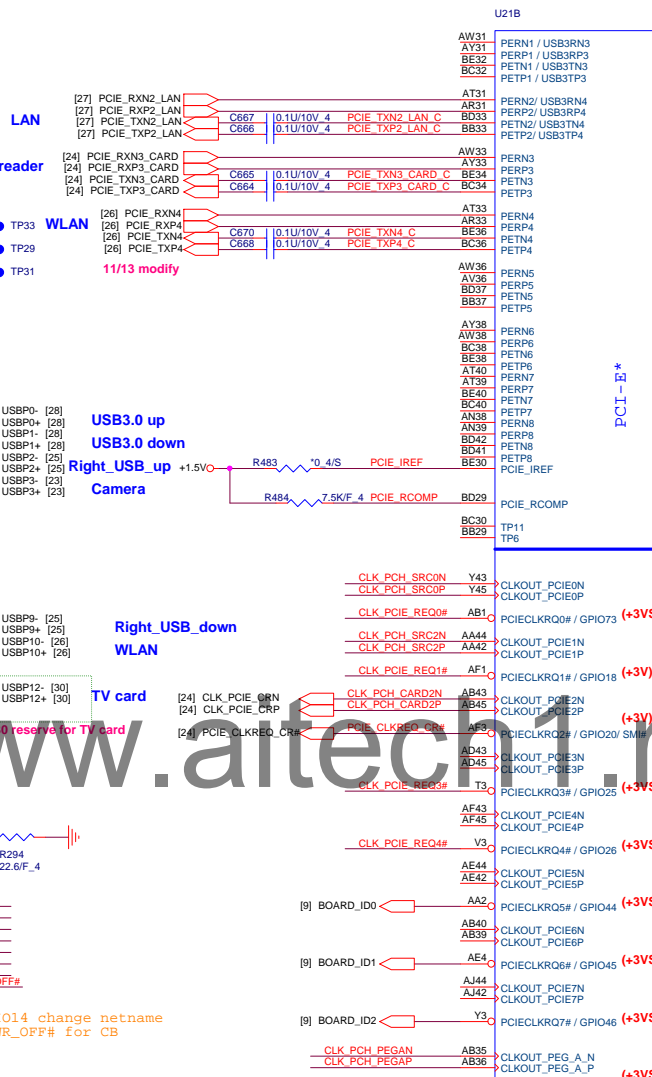 U21B
AW31 PERN1 / USB3RN3
AY31 PERP1 / USB3RP3
BE32 PETN1 / USB3TN3
BC32 PETP1 / USB3TP3
LAN
[27] PCIE_RXN2_LAN AT31 PERN2/ USB3RN4
[27] PCIE_RXP2_LAN AR31 PERP2/ USB3RP4
[27] PCIE_TXN2_LAN C667 0.1U/10V_4 PCIE_TXN2_LAN_C BD33 PETN2/ USB3TN4
[27] PCIE_TXP2_LAN C666 0.1U/10V_4 PCIE_TXP2_LAN_C BB33 PETP2/ USB3TP4
reader
[24] PCIE_RXN3_CARD AW33 PERN3
[24] PCIE_RXP3_CARD AY33 PERP3
[24] PCIE_TXN3_CARD C665 0.1U/10V_4 PCIE_TXN3_CARD_C BE34 PETN3
[24] PCIE_TXP3_CARD C664 0.1U/10V_4 PCIE_TXP3_CARD_C BC34 PETP3
TP33 WLAN
TP29
TP31
[26] PCIE_RXN4 AT33 PERN4
[26] PCIE_RXP4 AR33 PERP4
[26] PCIE_TXN4 C670 0.1U/10V_4 PCIE_TXN4_C BE36 PETN4
[26] PCIE_TXP4 C668 0.1U/10V_4 PCIE_TXP4_C BC36 PETP4
11/13 modify
AW36 PERN5
AV36 PERP5
BD37 PETN5
BB37 PETP5
AY38 PERN6
AW38 PERP6
BC38 PETN6
BE38 PETP6
AT40 PERN7
AT39 PERP7
BE40 PETN7
BC40 PETP7
AN38 PERN8
AN39 PERP8
BD42 PETN8
BD41 PETP8
PCI-E*
USBP0- [28]
USBP0+ [28] USB3.0 up
USBP1- [28]
USBP1+ [28] USB3.0 down
USBP2- [25]
USBP2+ [25] Right_USB_up
USBP3- [23]
USBP3+ [23] Camera
+1.5V R483 *0_4/S PCIE_IREF BE30 PCIE_IREF
R484 7.5K/F_4 PCIE_RCOMP BD29 PCIE_RCOMP
BC30 TP11
BB29 TP6
CLK_PCH_SRC0N Y43 CLKOUT_PCIE0N
CLK_PCH_SRC0P Y45 CLKOUT_PCIE0P
CLK_PCIE_REQ0# AB1 PCIECLKRQ0# / GPIO73 (+3VS
USBP9- [25]
USBP9+ [25] Right_USB_down
USBP10- [26]
USBP10+ [26] WLAN
CLK_PCH_SRC2N AA44 CLKOUT_PCIE1N
CLK_PCH_SRC2P AA42 CLKOUT_PCIE1P
CLK_PCIE_REQ1# AF1 PCIECLKRQ1# / GPIO18 (+3V)
USBP12- [30]
USBP12+ [30] TV card
0 reserve for TV card
[24] CLK_PCIE_CRN CLK_PCH_CARD2N AB43 CLKOUT_PCIE2N
[24] CLK_PCIE_CRP CLK_PCH_CARD2P AB45 CLKOUT_PCIE2P
(+3V)
[24] PCIE_CLKREQ_CR# PCIE_CLKREQ_CR# AF3 PCIECLKRQ2# / GPIO20/ SMI#
www.aitech1.r
AD43 CLKOUT_PCIE3N
AD45 CLKOUT_PCIE3P
CLK_PCIE_REQ3# T3 PCIECLKRQ3# / GPIO25 (+3VS
AF43 CLKOUT_PCIE4N
AF45 CLKOUT_PCIE4P
CLK_PCIE_REQ4# V3 PCIECLKRQ4# / GPIO26 (+3VS
R294
22.6/F_4
AE44 CLKOUT_PCIE5N
AE42 CLKOUT_PCIE5P
[9] BOARD_ID0 AA2 PCIECLKRQ5# / GPIO44 (+3VS
AB40 CLKOUT_PCIE6N
AB39 CLKOUT_PCIE6P
[9] BOARD_ID1 AE4 PCIECLKRQ6# / GPIO45 (+3VS
OFF#
AJ44 CLKOUT_PCIE7N
AJ42 CLKOUT_PCIE7P
2014 change netname
WR_OFF# for CB
[9] BOARD_ID2 Y3 PCIECLKRQ7# / GPIO46 (+3VS
CLK_PCH_PEGAN AB35 CLKOUT_PEG_A_N
CLK_PCH_PEGAP AB36 CLKOUT_PEG_A_P
(+3VS